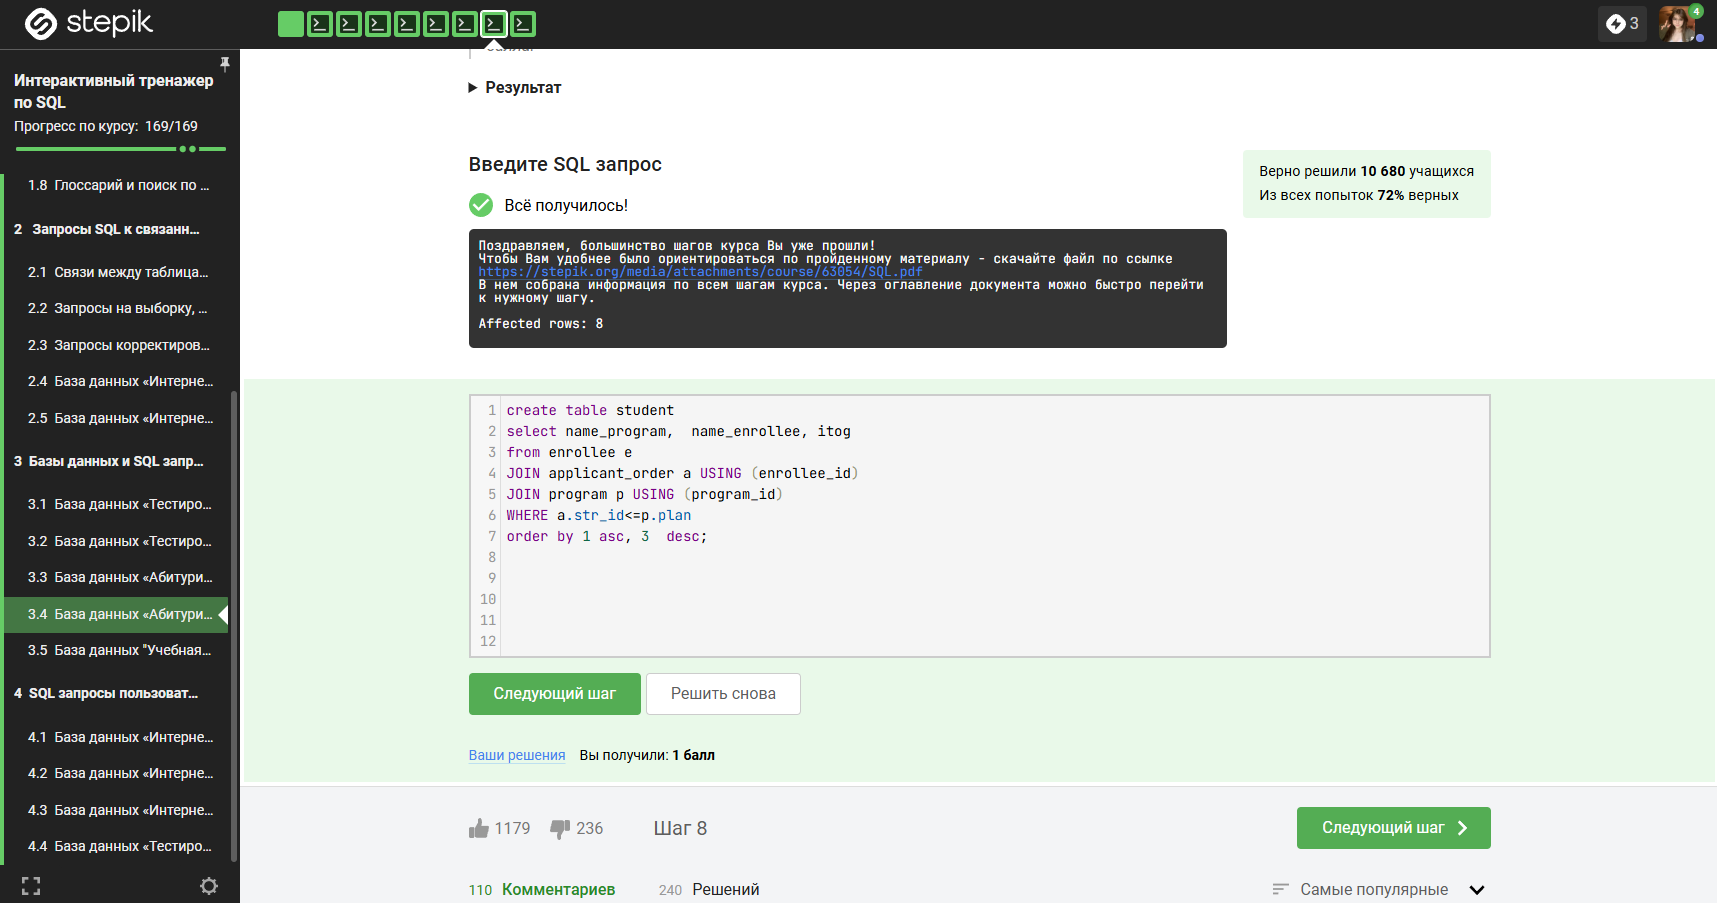 stepik
3
4
Интерактивный тренажер
по SQL
Прогресс по курсу: 169/169
1.8 Глоссарий и поиск по ...
2 Запросы SQL к связанн...
2.1 Связи между таблица...
2.2 Запросы на выборку, ...
2.3 Запросы корректиров...
2.4 База данных «Интерне...
2.5 База данных «Интерне...
3 Базы данных и SQL запр...
3.1 База данных «Тестиро...
3.2 База данных «Тестиро...
3.3 База данных «Абитури...
3.4 База данных «Абитури...
3.5 База данных "Учебная...
4 SQL запросы пользоват...
4.1 База данных «Интерне...
4.2 База данных «Интерне...
4.3 База данных «Интерне...
4.4 База данных «Тестиро...
Результат
Введите SQL запрос
Всё получилось!
Верно решили 10 680 учащихся
Из всех попыток 72% верных
Поздравляем, большинство шагов курса Вы уже прошли!
Чтобы Вам удобнее было ориентироваться по пройденному материалу - скачайте файл по ссылке
https://stepik.org/media/attachments/course/63054/SQL.pdf
В нем собрана информация по всем шагам курса. Через оглавление документа можно быстро перейти
к нужному шагу.
Affected rows: 8
1 create table student
2 select name_program,  name_enrollee, itog
3 from enrollee e
4 JOIN applicant_order a USING (enrollee_id)
5 JOIN program p USING (program_id)
6 WHERE a.str_id<=p.plan
7 order by 1 asc, 3  desc;
8
9
10
11
12
Следующий шаг
Решить снова
Ваши решения Вы получили: 1 балл
1179 236 Шаг 8
Следующий шаг
110 Комментариев 240 Решений
Самые популярные